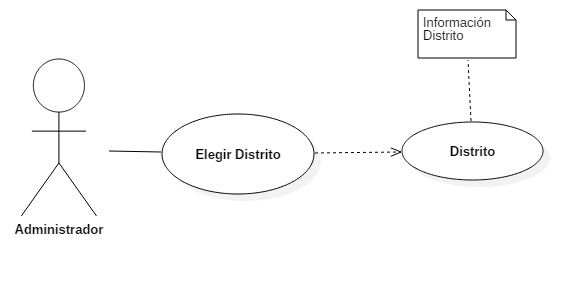 Información
Distrito
Elegir Distrito
Distrito
Administrador